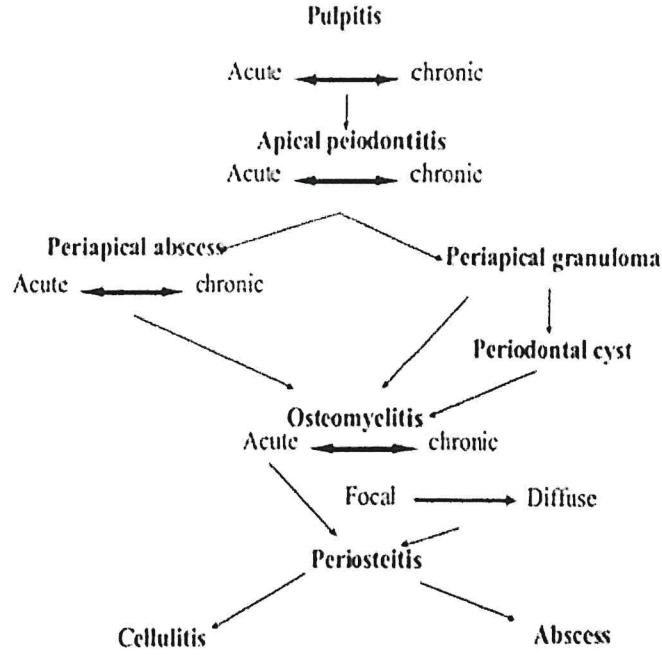 Pulpitis
Acute chronic
Apical peiodontitis
Acute chronic
Periapical abscess
Periapical granuloma
Acute chronic
Periodontal cyst
Osteomyelitis
Acute chronic
Focal Diffuse
Periosteitis
Cellulitis
Abscess